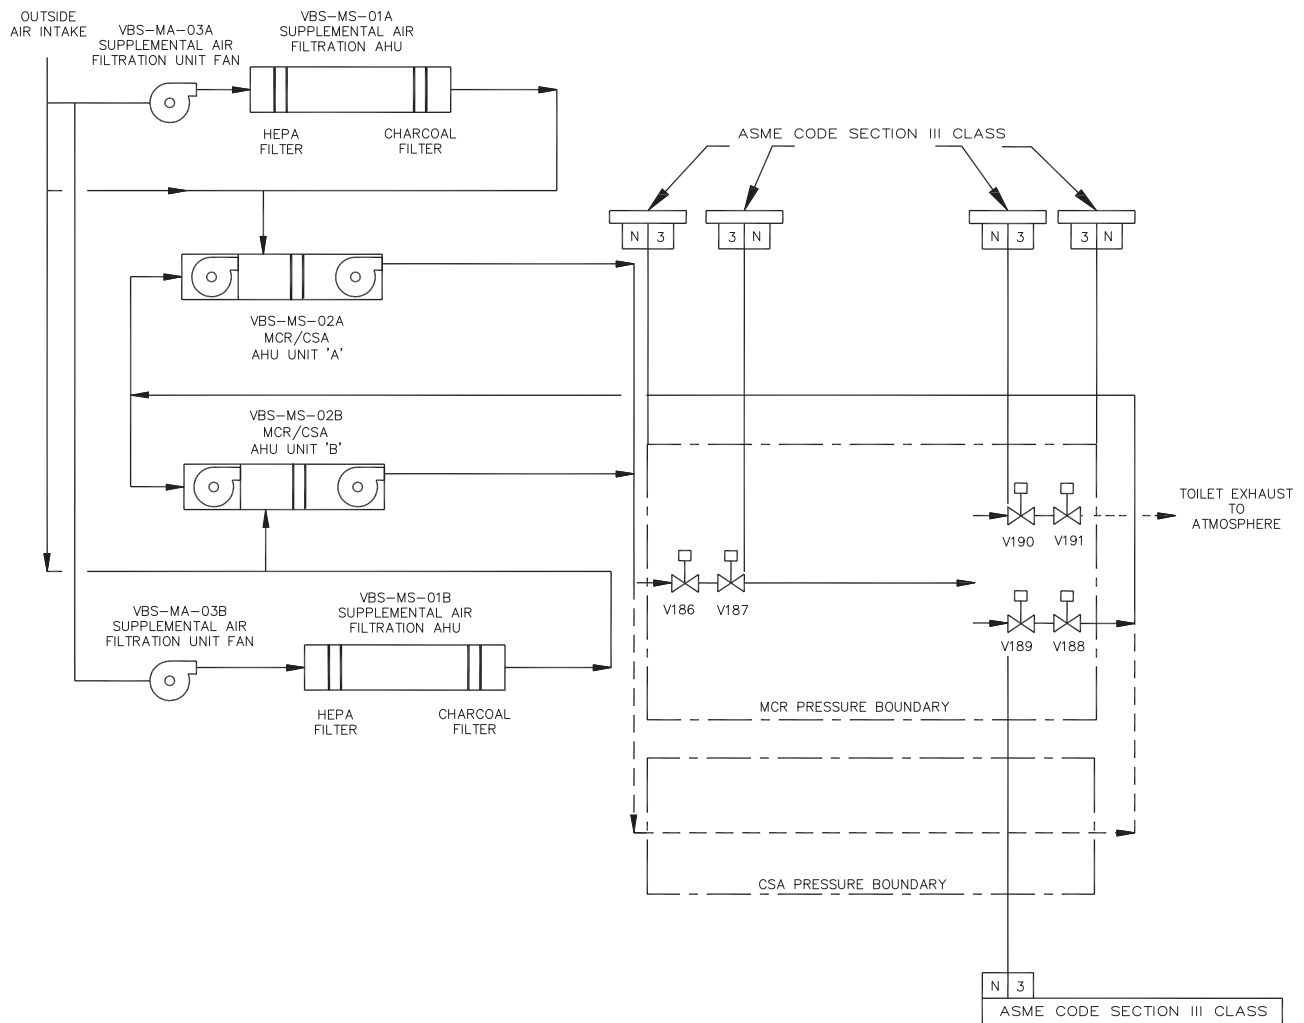 OUTSIDE
AIR INTAKE
VBS-MA-03A
SUPPLEMENTAL AIR
FILTRATION UNIT FAN
VBS-MS-01A
SUPPLEMENTAL AIR
FILTRATION AHU
HEPA
FILTER
CHARCOAL
FILTER
ASME CODE SECTION III CLASS
N 3
3 N
N 3
3 N
VBS-MS-02A
MCR/CSA
AHU UNIT 'A'
VBS-MS-02B
MCR/CSA
AHU UNIT 'B'
TOILET EXHAUST
TO
ATMOSPHERE
V190
V191
V186
V187
V189
V188
VBS-MA-03B
SUPPLEMENTAL AIR
FILTRATION UNIT FAN
VBS-MS-01B
SUPPLEMENTAL AIR
FILTRATION AHU
HEPA
FILTER
CHARCOAL
FILTER
MCR PRESSURE BOUNDARY
CSA PRESSURE BOUNDARY
N 3
ASME CODE SECTION III CLASS